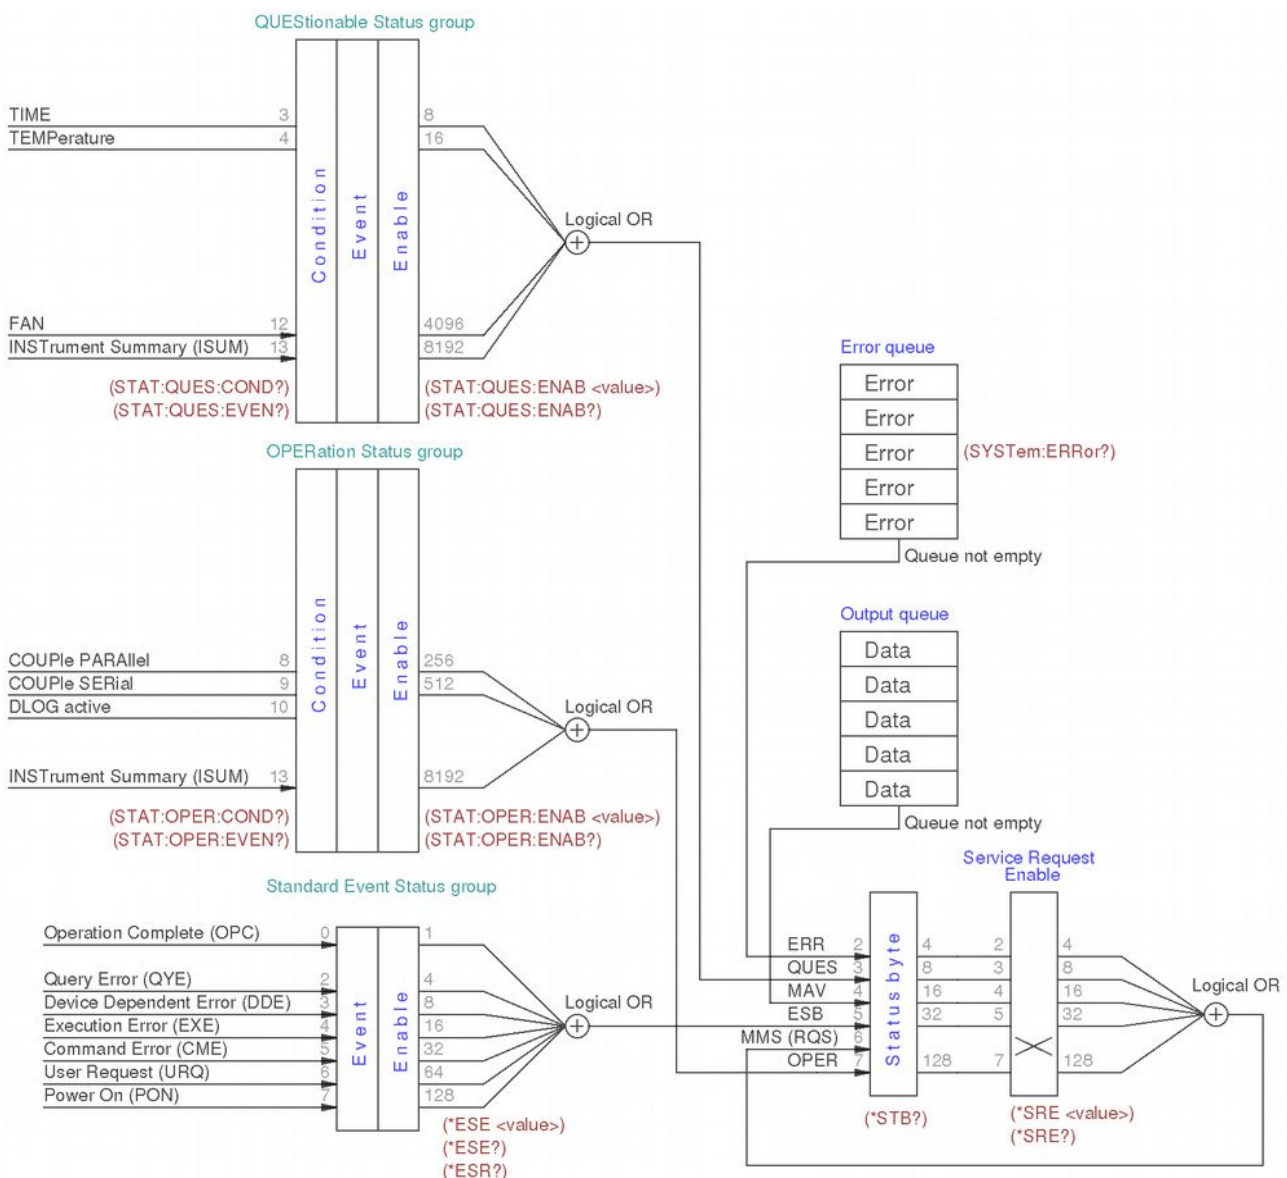 QUEStionable Status group
TIME 3 8
TEMPerature 4 16
Condition
Event
Enable
Logical OR
FAN 12 4096
INSTrument Summary (ISUM) 13 8192
(STAT:QUES:COND?) (STAT:QUES:ENAB <value>)
(STAT:QUES:EVEN?) (STAT:QUES:ENAB?)
Error queue
Error
Error
Error (SYSTem:ERRor?)
Error
Error
Queue not empty
OPERation Status group
COUPle PARAllel 8 256
COUPle SERial 9 512
DLOG active 10
Condition
Event
Enable
Logical OR
INSTrument Summary (ISUM) 13 8192
(STAT:OPER:COND?) (STAT:OPER:ENAB <value>)
(STAT:OPER:EVEN?) (STAT:OPER:ENAB?)
Output queue
Data
Data
Data
Data
Data
Queue not empty
Standard Event Status group
Operation Complete (OPC) 0 1
Query Error (QYE) 2 4
Device Dependent Error (DDE) 3 8
Execution Error (EXE) 4 16
Command Error (CME) 5 32
User Request (URQ) 6 64
Power On (PON) 7 128
Event
Enable
Logical OR
(*ESE <value>)
(*ESE?)
(*ESR?)
Service Request
Enable
ERR 2 4 2 4
QUES 3 8 3 8
MAV 4 16 4 16
ESB 5 32 5 32
MMS (RQS) 6
OPER 7 128 7 128
Status byte
Logical OR
(*STB?)
(*SRE <value>)
(*SRE?)